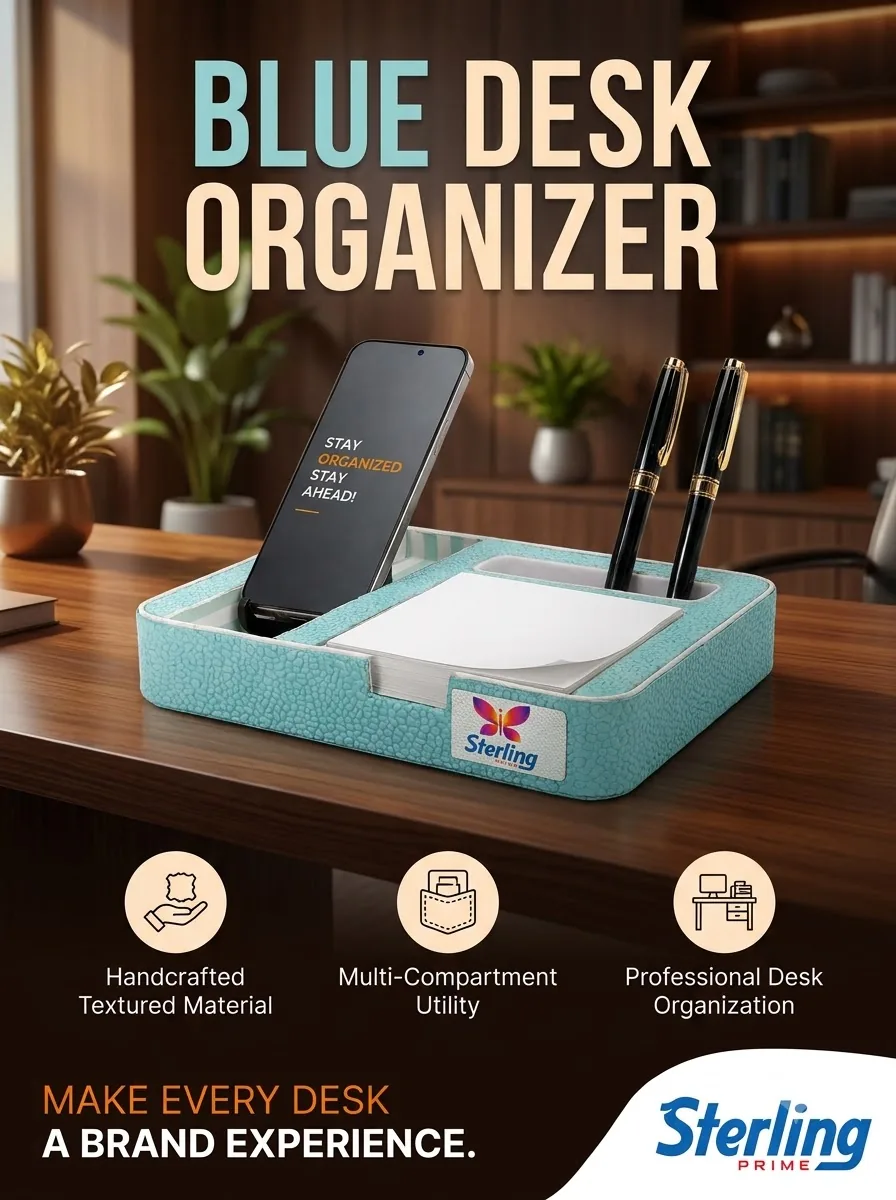 BLUE DESK
ORGANIZER
STAY
ORGANIZED
STAY
AHEAD!
Sterling
Handcrafted
Textured Material
Multi-Compartment
Utility
Professional Desk
Organization
MAKE EVERY DESK
A BRAND EXPERIENCE.
Sterling
PRIME